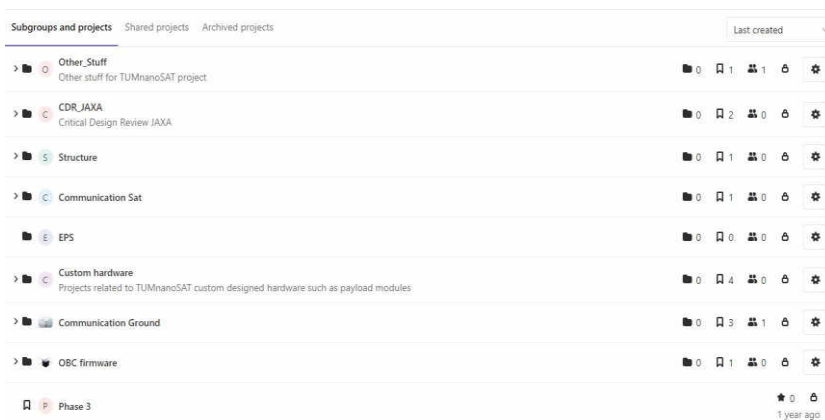 Subgroups and projects Shared projects Archived projects Last created
O Other_Stuff 0 1 1
Other stuff for TUMnanoSAT project
C CDR_JAXA 0 2 0
Critical Design Review JAXA
S Structure 0 1 0
C Communication Sat 0 1 0
E EPS 0 0 0
C Custom hardware 0 4 0
Projects related to TUMnanoSAT custom designed hardware such as payload modules
Communication Ground 0 3 1
OBC firmware 0 1 0
P Phase 3 0
1 year ago